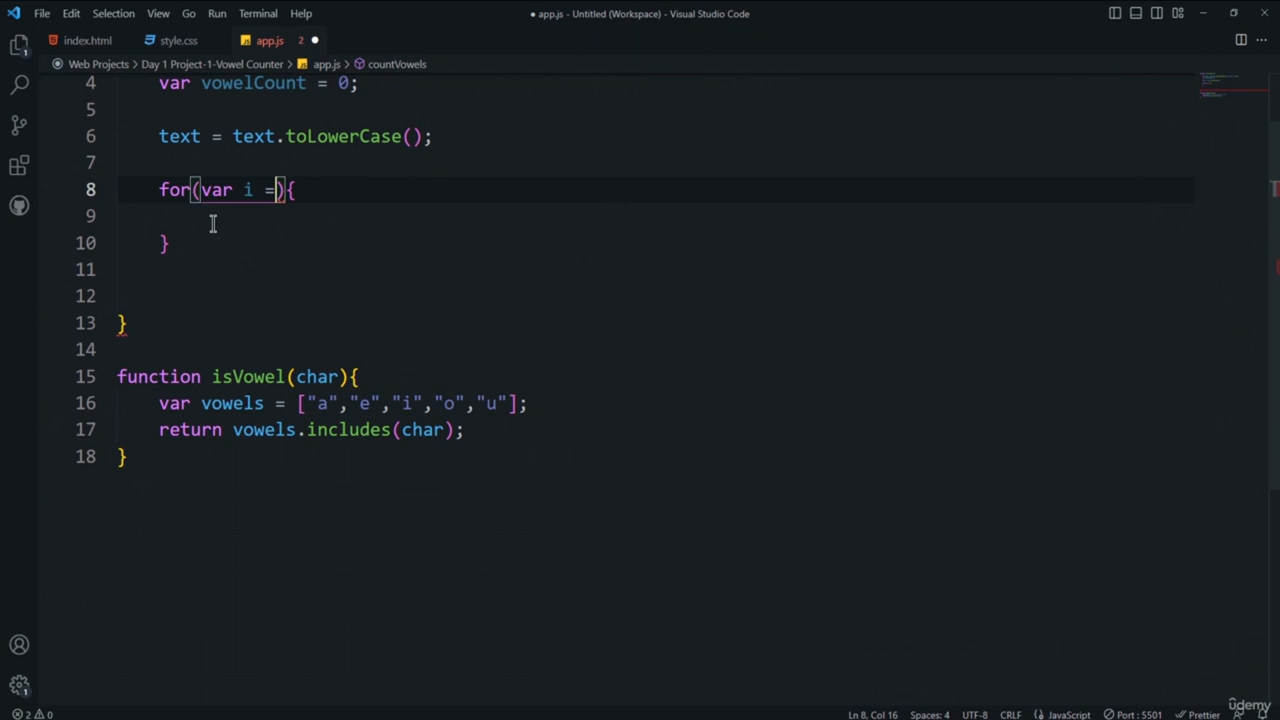 File Edit Selection View Go Run Terminal Help ● app.js - Untitled (Workspace) - Visual Studio Code
index.html style.css app.js 2 ●
Web Projects > Day 1 Project-1-Vowel Counter > app.js > countVowels
4 var vowelCount = 0;
5
6 text = text.toLowerCase();
7
8 for(var i =){
9
10 }
11
12
13 }
14
15 function isVowel(char){
16 var vowels = ["a","e","i","o","u"];
17 return vowels.includes(char);
18 }
1
1
2 0 Ln 8, Col 16 Spaces: 4 UTF-8 CRLF {} JavaScript Port : 5501 Prettier
udemy